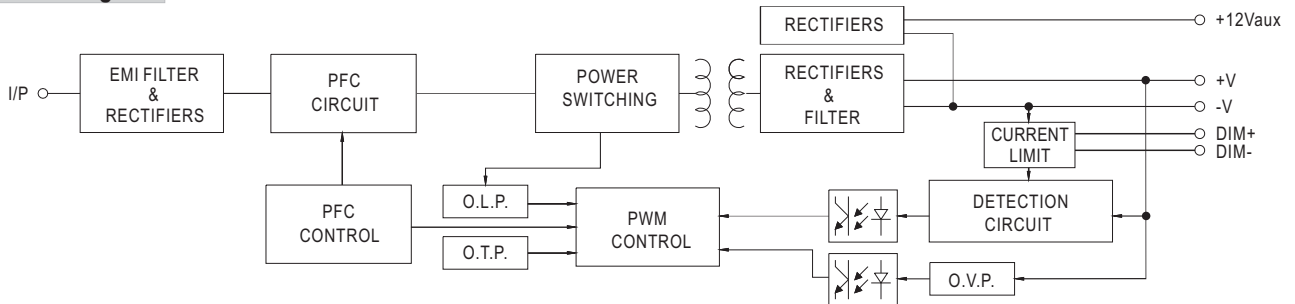 RECTIFIERS
+12Vaux
I/P
EMI FILTER
&
RECTIFIERS
PFC
CIRCUIT
POWER
SWITCHING
RECTIFIERS
&
FILTER
+V
-V
CURRENT
LIMIT
DIM+
DIM-
PFC
CONTROL
O.L.P.
O.T.P.
PWM
CONTROL
DETECTION
CIRCUIT
O.V.P.